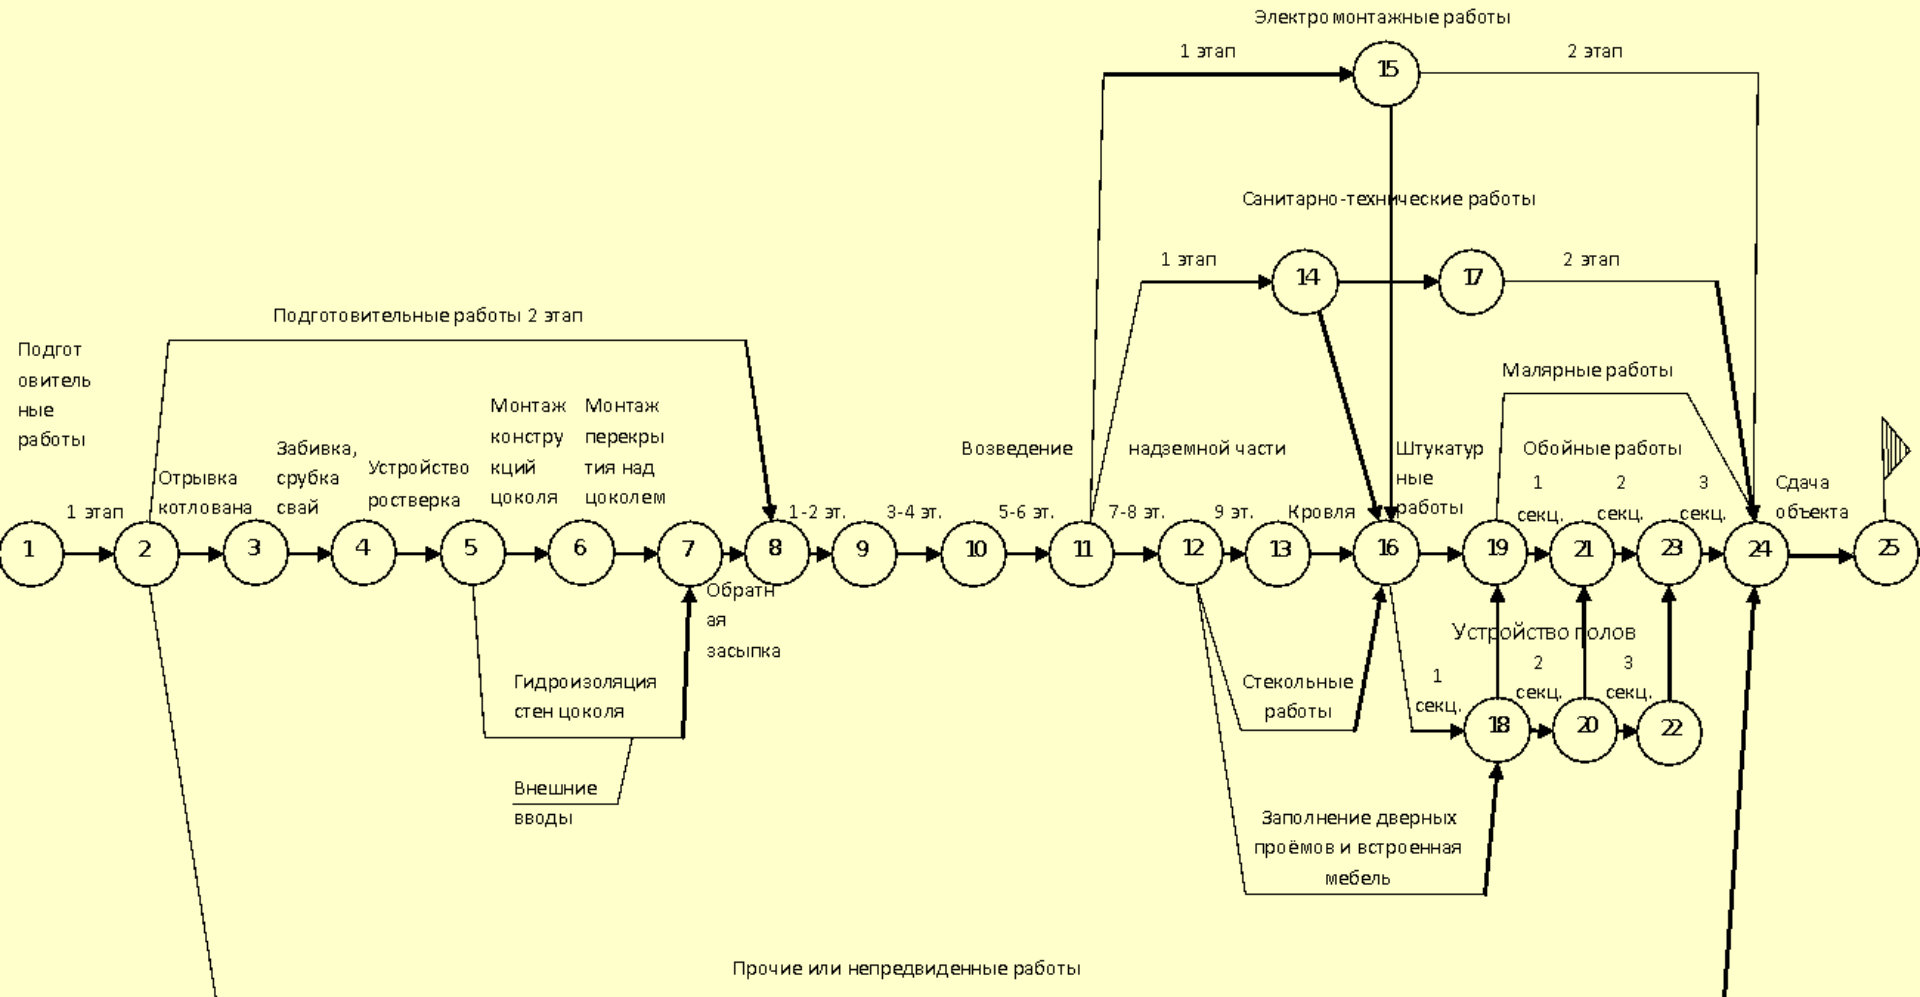 Электромонтажные работы
1 этап
2 этап
15
Санитарно-технические работы
1 этап
2 этап
14
17
Подготовительные работы 2 этап
Подгот
овитель
ные
работы
1 этап
Отрывка
котлована
Забивка,
срубка
свай
Устройство
ростверка
Монтаж
констру
кций
цоколя
Монтаж
перекры
тия над
цоколем
1-2 эт.
3-4 эт.
Возведение
надземной части
5-6 эт.
7-8 эт.
9 эт.
Кровля
Штукатур
ные
работы
Малярные работы
Обойные работы
1
секц.
2
секц.
3
секц.
Сдача
объекта
1
2
3
4
5
6
7
8
9
10
11
12
13
16
19
21
23
24
25
Обратн
ая
засыпка
Гидроизоляция
стен цоколя
Внешние
вводы
Стекольные
работы
Устройство полов
1
секц.
2
секц.
3
секц.
18
20
22
Заполнение дверных
проёмов и встроенная
мебель
Прочие или непредвиденные работы